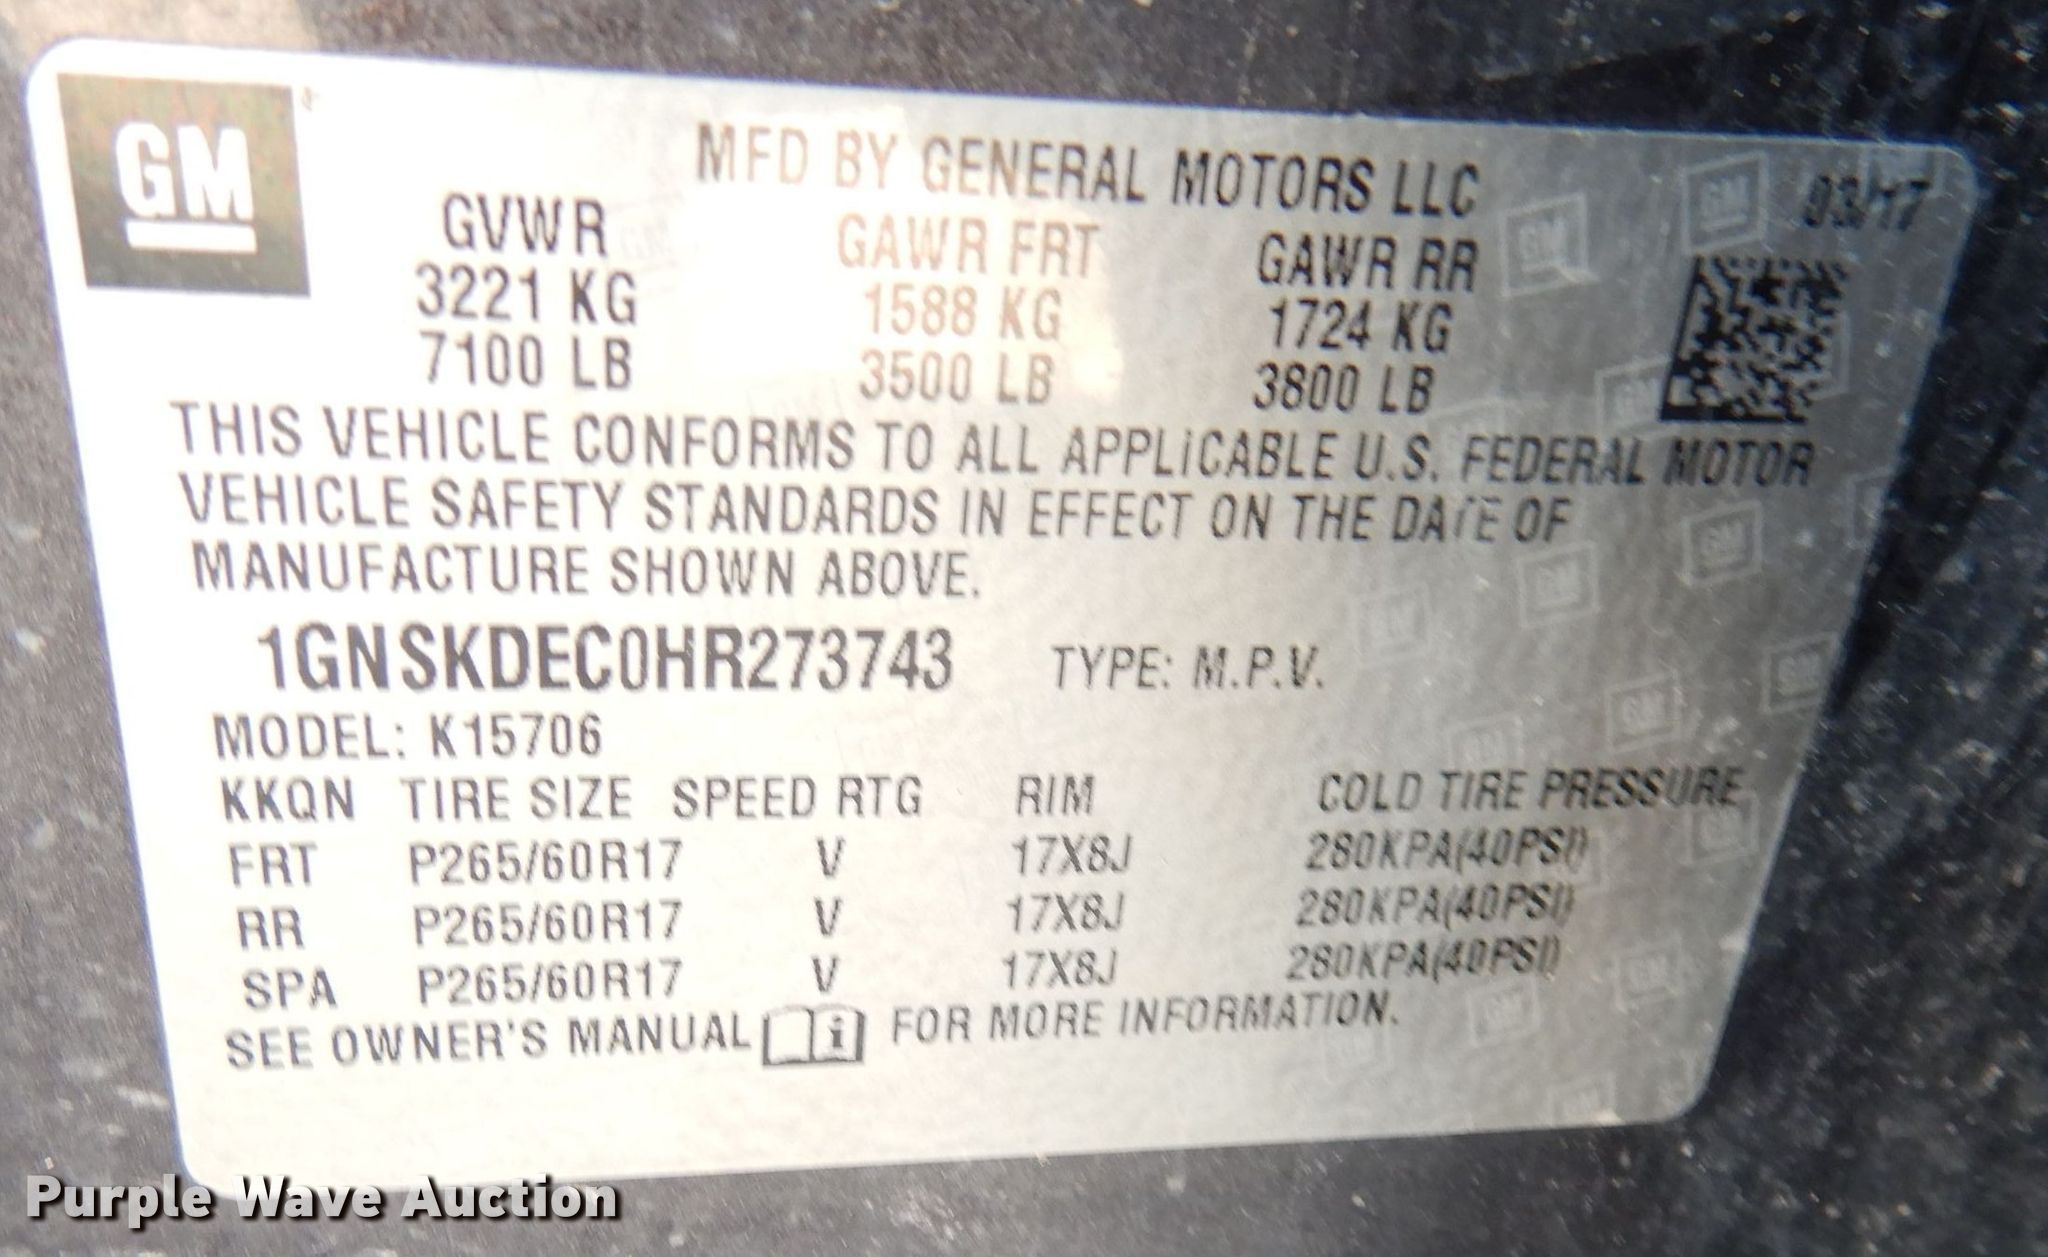 GM
MFD BY GENERAL MOTORS LLC
03/17
GVWR GAWR FRT GAWR RR
3221 KG 1588 KG 1724 KG
7100 LB 3500 LB 3800 LB
THIS VEHICLE CONFORMS TO ALL APPLICABLE U.S. FEDERAL MOTOR
VEHICLE SAFETY STANDARDS IN EFFECT ON THE DATE OF
MANUFACTURE SHOWN ABOVE.
1GNSKDEC0HR273743 TYPE: M.P.V.
MODEL: K15706
KKQN TIRE SIZE SPEED RTG RIM COLD TIRE PRESSURE
FRT P265/60R17 V 17X8J 280KPA(40PSI)
RR P265/60R17 V 17X8J 280KPA(40PSI)
SPA P265/60R17 V 17X8J 280KPA(40PSI)
SEE OWNER'S MANUAL i FOR MORE INFORMATION.
Purple Wave Auction